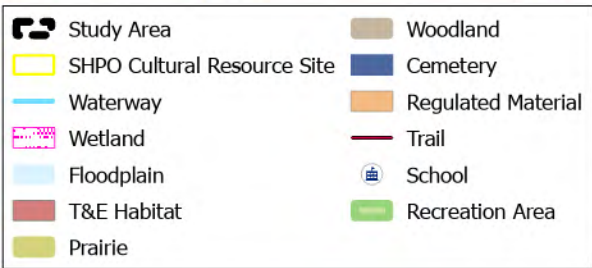 Study Area
SHPO Cultural Resource Site
Waterway
Wetland
Floodplain
T&E Habitat
Prairie
Woodland
Cemetery
Regulated Material
Trail
School
Recreation Area